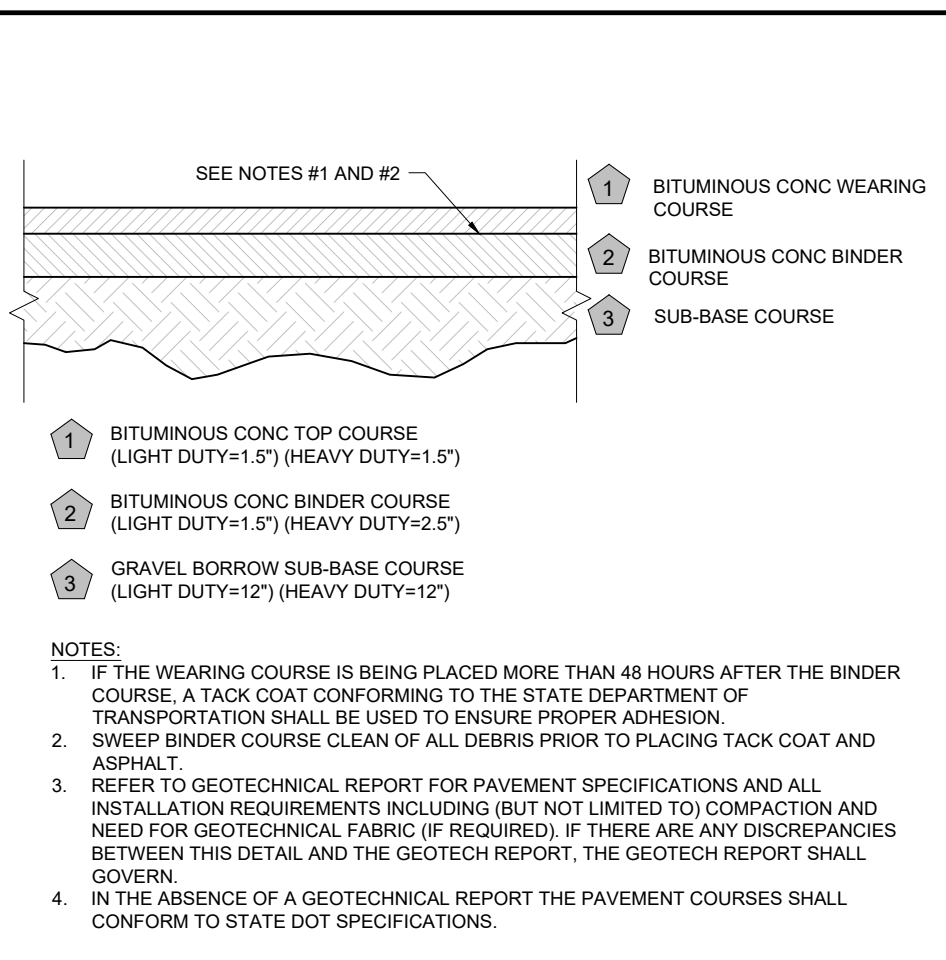 SEE NOTES #1 AND #2
1 BITUMINOUS CONC WEARING
COURSE
2 BITUMINOUS CONC BINDER
COURSE
3 SUB-BASE COURSE
1 BITUMINOUS CONC TOP COURSE
(LIGHT DUTY=1.5") (HEAVY DUTY=1.5")
2 BITUMINOUS CONC BINDER COURSE
(LIGHT DUTY=1.5") (HEAVY DUTY=2.5")
3 GRAVEL BORROW SUB-BASE COURSE
(LIGHT DUTY=12") (HEAVY DUTY=12")
NOTES:
1. IF THE WEARING COURSE IS BEING PLACED MORE THAN 48 HOURS AFTER THE BINDER
COURSE, A TACK COAT CONFORMING TO THE STATE DEPARTMENT OF
TRANSPORTATION SHALL BE USED TO ENSURE PROPER ADHESION.
2. SWEEP BINDER COURSE CLEAN OF ALL DEBRIS PRIOR TO PLACING TACK COAT AND
ASPHALT.
3. REFER TO GEOTECHNICAL REPORT FOR PAVEMENT SPECIFICATIONS AND ALL
INSTALLATION REQUIREMENTS INCLUDING (BUT NOT LIMITED TO) COMPACTION AND
NEED FOR GEOTECHNICAL FABRIC (IF REQUIRED). IF THERE ARE ANY DISCREPANCIES
BETWEEN THIS DETAIL AND THE GEOTECH REPORT, THE GEOTECH REPORT SHALL
GOVERN.
4. IN THE ABSENCE OF A GEOTECHNICAL REPORT THE PAVEMENT COURSES SHALL
CONFORM TO STATE DOT SPECIFICATIONS.